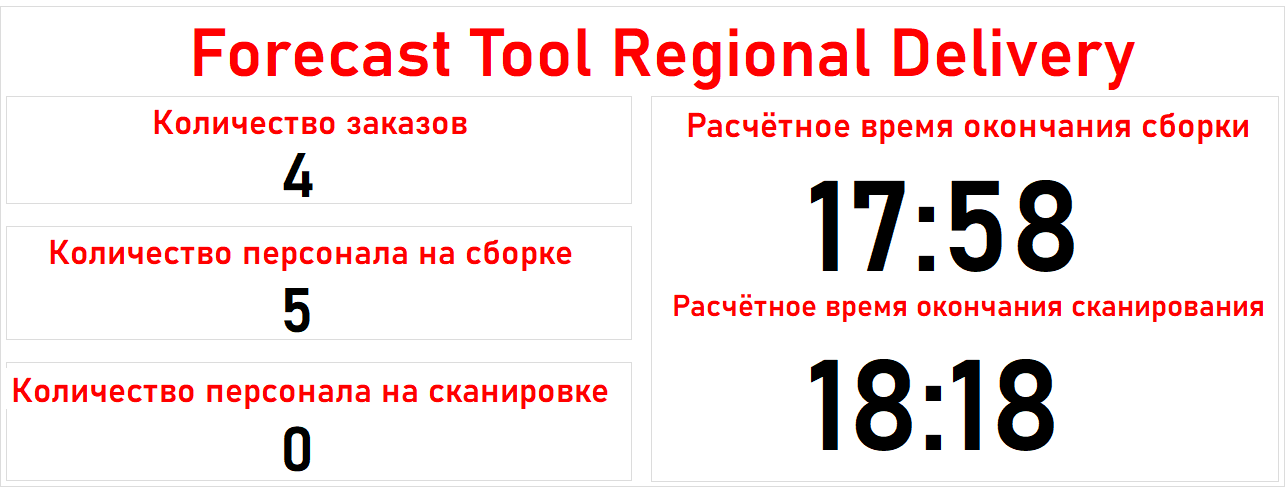 Forecast Tool Regional Delivery
Количество заказов
4
Количество персонала на сборке
5
Количество персонала на сканировке
0
Расчётное время окончания сборки
17:58
Расчётное время окончания сканирования
18:18